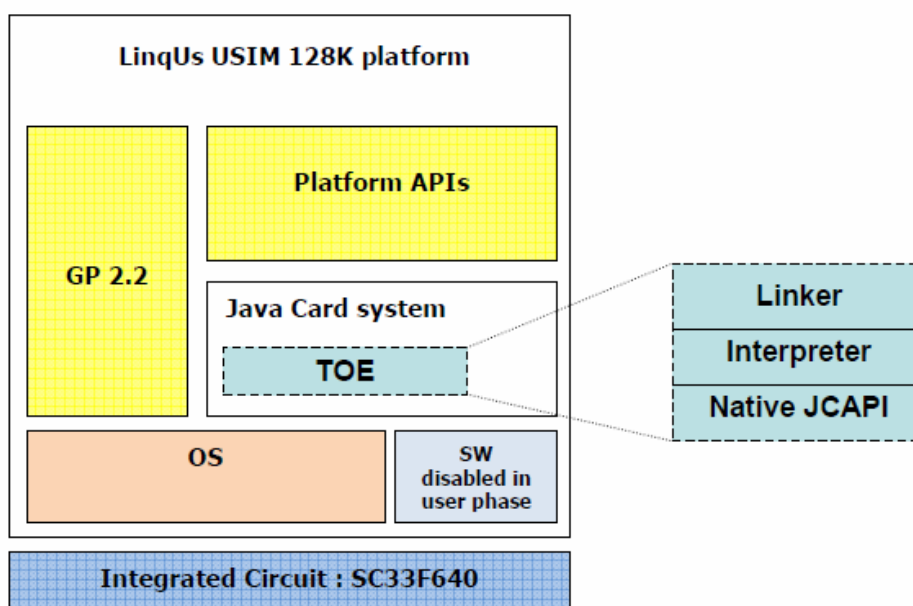 LinqUs USIM 128K platform
Platform APIs
GP 2.2
Java Card system
TOE
Linker
Interpreter
Native JCAPI
OS
SW
disabled in
user phase
Integrated Circuit : SC33F640